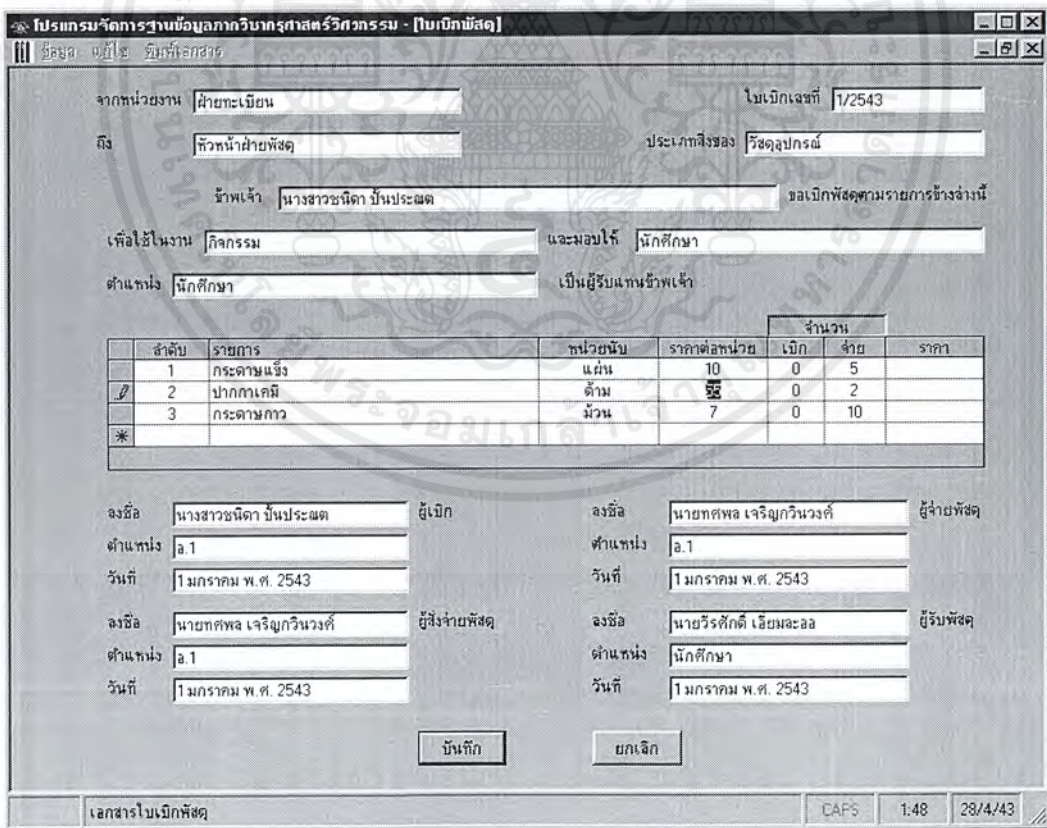 โปรแกรมจัดการฐานข้อมูลภาควิชาครุศาสตร์วิศวกรรม - [ใบเบิกพัสดุ]
ข้อมูล แก้ไข พิมพ์เอกสาร
จากหน่วยงาน ฝ่ายทะเบียน ใบเบิกเลขที่ 1/2543
ถึง หัวหน้าฝ่ายพัสดุ ประเภทสิ่งของ วัสดุอุปกรณ์
ข้าพเจ้า นางสาวชนิดา ปั้นประณต ขอเบิกพัสดุตามรายการข้างล่างนี้
เพื่อใช้ในงาน กิจกรรม และมอบให้ นักศึกษา
ตำแหน่ง นักศึกษา เป็นผู้รับแทนข้าพเจ้า
จำนวน
ลำดับ รายการ หน่วยนับ ราคาต่อหน่วย เบิก จ่าย ราคา
1 กระดาษแข็ง แผ่น 10 0 5
2 ปากกาเคมี ด้าม 35 0 2
3 กระดาษกาว ม้วน 7 0 10
ลงชื่อ นางสาวชนิดา ปั้นประณต ผู้เบิก ลงชื่อ นายทศพล เจริญกวินวงค์ ผู้จ่ายพัสดุ
ตำแหน่ง อ.1 ตำแหน่ง อ.1
วันที่ 1 มกราคม พ.ศ. 2543 วันที่ 1 มกราคม พ.ศ. 2543
ลงชื่อ นายทศพล เจริญกวินวงค์ ผู้สั่งจ่ายพัสดุ ลงชื่อ นายวีรศักดิ์ เอี่ยมละออ ผู้รับพัสดุ
ตำแหน่ง อ.1 ตำแหน่ง นักศึกษา
วันที่ 1 มกราคม พ.ศ. 2543 วันที่ 1 มกราคม พ.ศ. 2543
บันทึก ยกเลิก
เอกสารใบเบิกพัสดุ CAPS 1:48 28/4/43